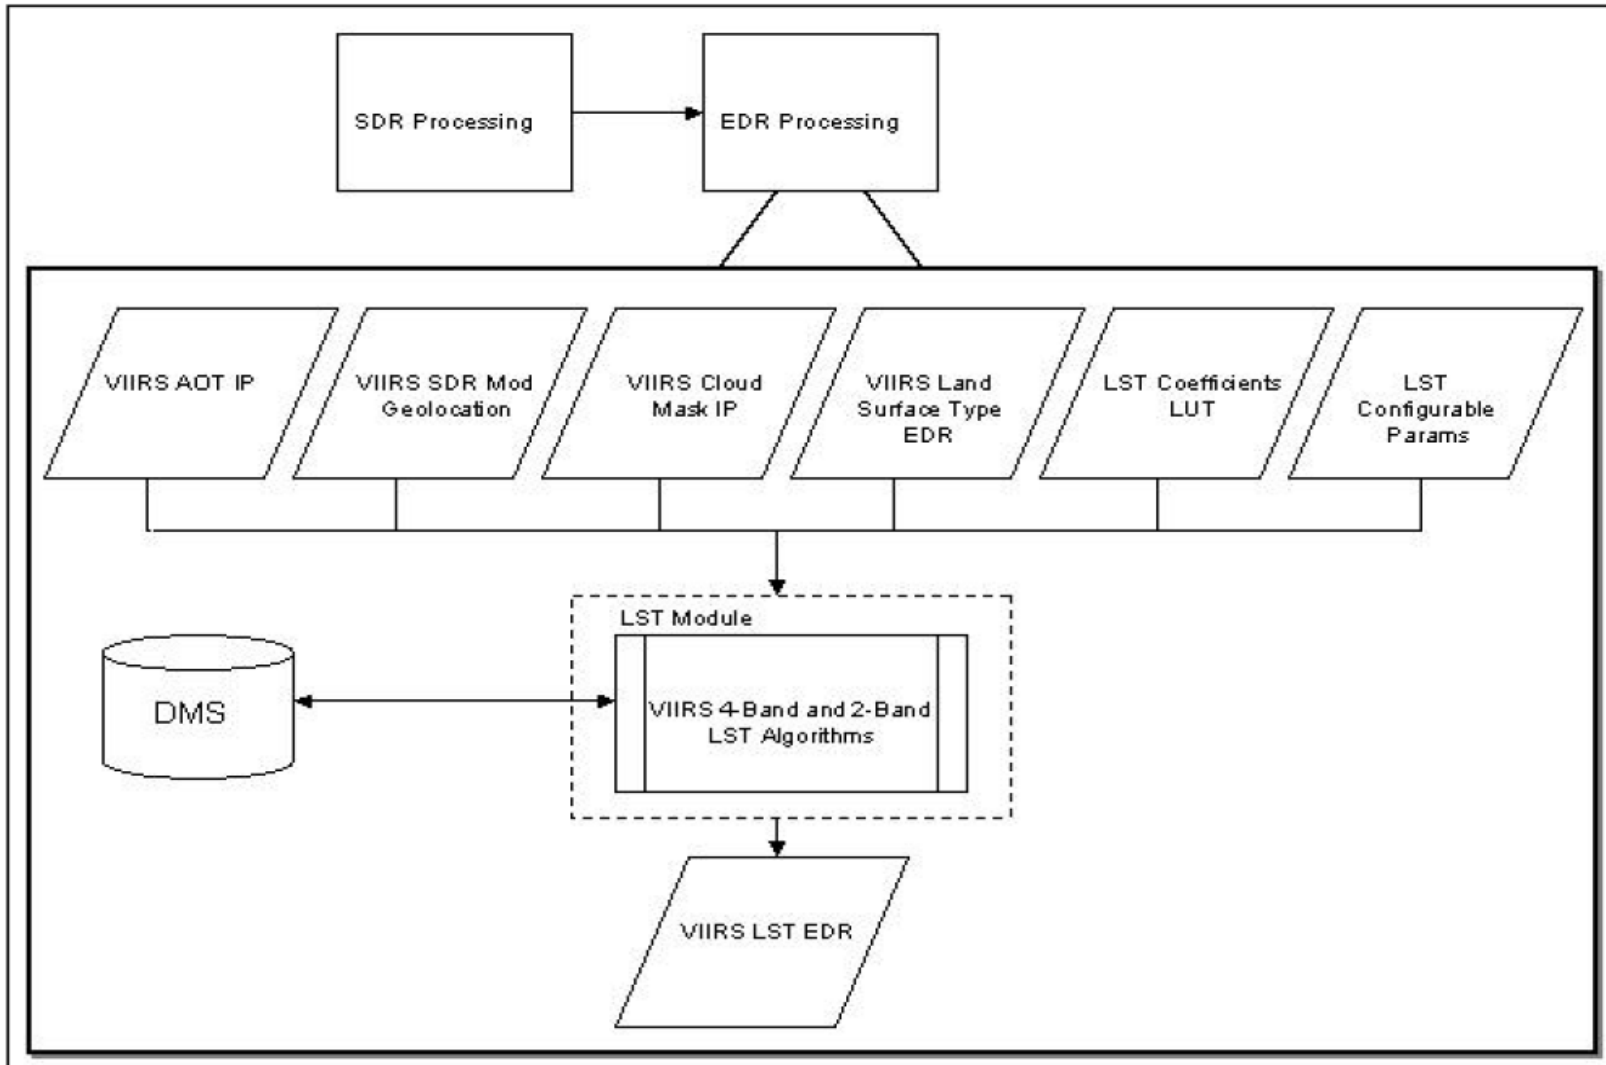 SDR Processing
EDR Processing
VIIRS AOT IP
VIIRS SDR Mod
Geolocation
VIIRS Cloud
Mask IP
VIIRS Land
Surface Type
EDR
LST Coefficients
LUT
LST
Configurable
Params
LST Module
DMS
VIIRS 4-Band and 2-Band
LST Algorithms
VIIRS LST EDR